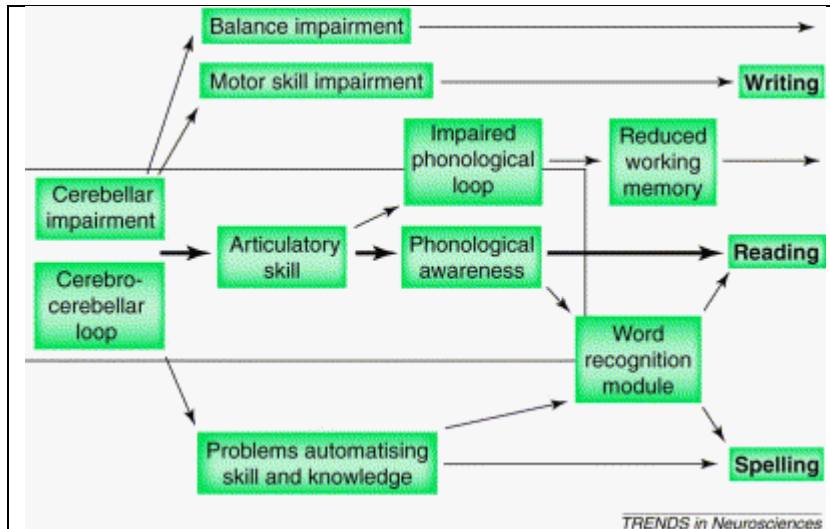 Balance impairment
Motor skill impairment
Writing
Impaired
phonological
loop
Reduced
working
memory
Cerebellar
impairment
Articulatory
skill
Phonological
awareness
Reading
Cerebro-
cerebellar
loop
Word
recognition
module
Problems automatising
skill and knowledge
Spelling
TRENDS in Neurosciences